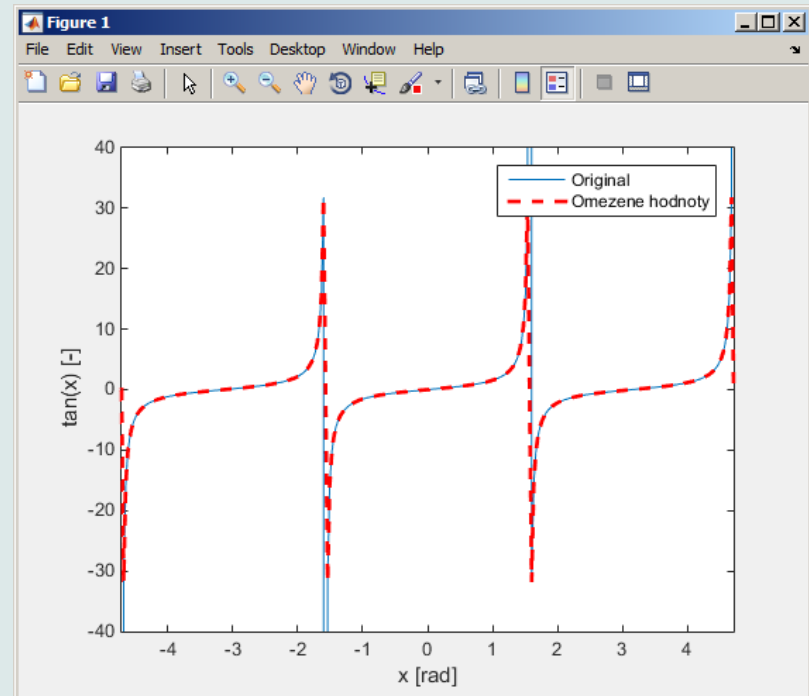 Figure 1
File Edit View Insert Tools Desktop Window Help
40
30
20
10
0
-10
-20
-30
-40
tan(x) [-]
Original
Omezene hodnoty
-4 -3 -2 -1 0 1 2 3 4
x [rad]